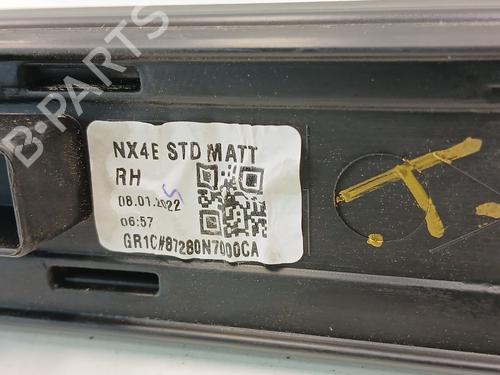 NX4E STD MATT
RH
08.01.2022
06:57
GR1C#87280N7000CA
B-PARTS